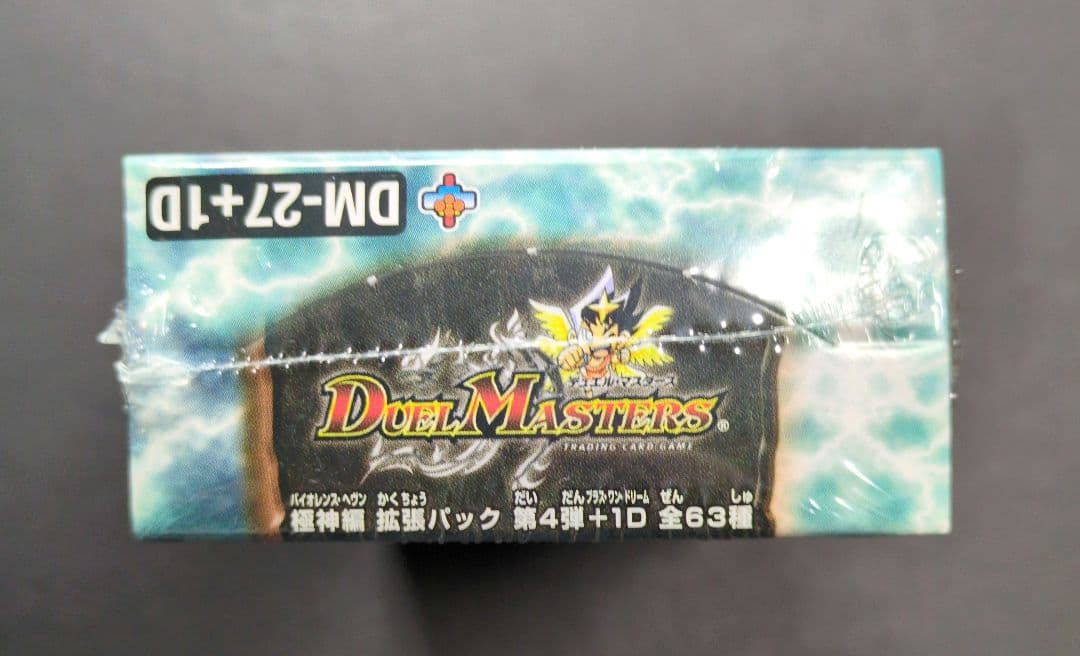 DM-27+1D
デュエル・マスターズ
DUEL MASTERS®
TRADING CARD GAME
バイオレンス・ヘヴン かくちょう だい だんプラス・ワン・ドリーム ぜん しゅ
極神編 拡張パック 第4弾+1D 全63種